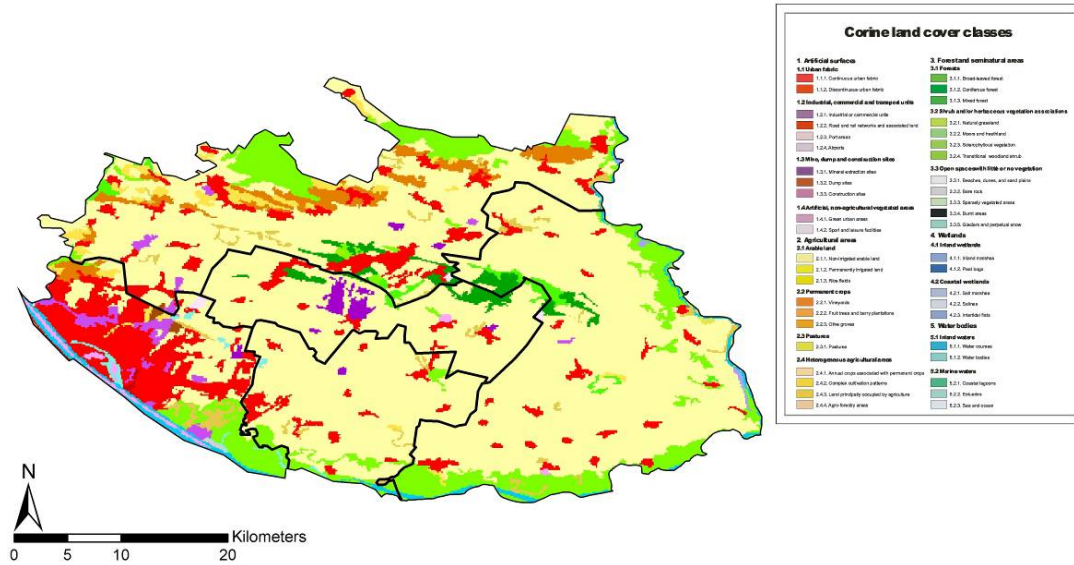 Corine land cover classes
1. Artificial surfaces
1.1 Urban fabric
1.1.1. Continuous urban fabric
1.1.2. Discontinuous urban fabric
1.2 Industrial, commercial and transport units
1.2.1. Industrial or commercial units
1.2.2. Road and rail networks and associated land
1.2.3. Port areas
1.2.4. Airports
1.3 Mine, dump and construction sites
1.3.1. Mineral extraction sites
1.3.2. Dump sites
1.3.3. Construction sites
1.4 Artificial, non-agricultural vegetated areas
1.4.1. Green urban areas
1.4.2. Sport and leisure facilities
2. Agricultural areas
2.1 Arable land
2.1.1. Non-irrigated arable land
2.1.2. Permanently irrigated land
2.1.3. Rice fields
2.2 Permanent crops
2.2.1. Vineyards
2.2.2. Fruit trees and berry plantations
2.2.3. Olive groves
2.3 Pastures
2.3.1. Pastures
2.4 Heterogenous agricultural areas
2.4.1. Annual crops associated with permanent crops
2.4.2. Complex cultivation patterns
2.4.3. Land principally occupied by agriculture
2.4.4. Agro forestry areas
3. Forest and seminatural areas
3.1 Forests
3.1.1. Broad-leaved forest
3.1.2. Coniferous forest
3.1.3. Mixed forest
3.2 Shrub and/or herbaceous vegetation associations
3.2.1. Natural grassland
3.2.2. Moors and heathland
3.2.3. Sclerophyllous vegetation
3.2.4. Transitional woodland shrub
3.3 Open spaces with little or no vegetation
3.3.1. Beaches, dunes, and sand plains
3.3.2. Bare rock
3.3.3. Sparsely vegetated areas
3.3.4. Burnt areas
3.3.5. Glaciers and perpetual snow
4. Wetlands
4.1 Inland wetlands
4.1.1. Inland marshes
4.1.2. Peat bogs
4.2 Coastal wetlands
4.2.1. Salt marshes
4.2.2. Salines
4.2.3. Intertidal flats
5. Water bodies
5.1 Inland waters
5.1.1. Water courses
5.1.2. Water bodies
5.2 Marine waters
5.2.1. Coastal lagoons
5.2.2. Estuaries
5.2.3. Sea and ocean
N
Kilometers
0 5 10 20